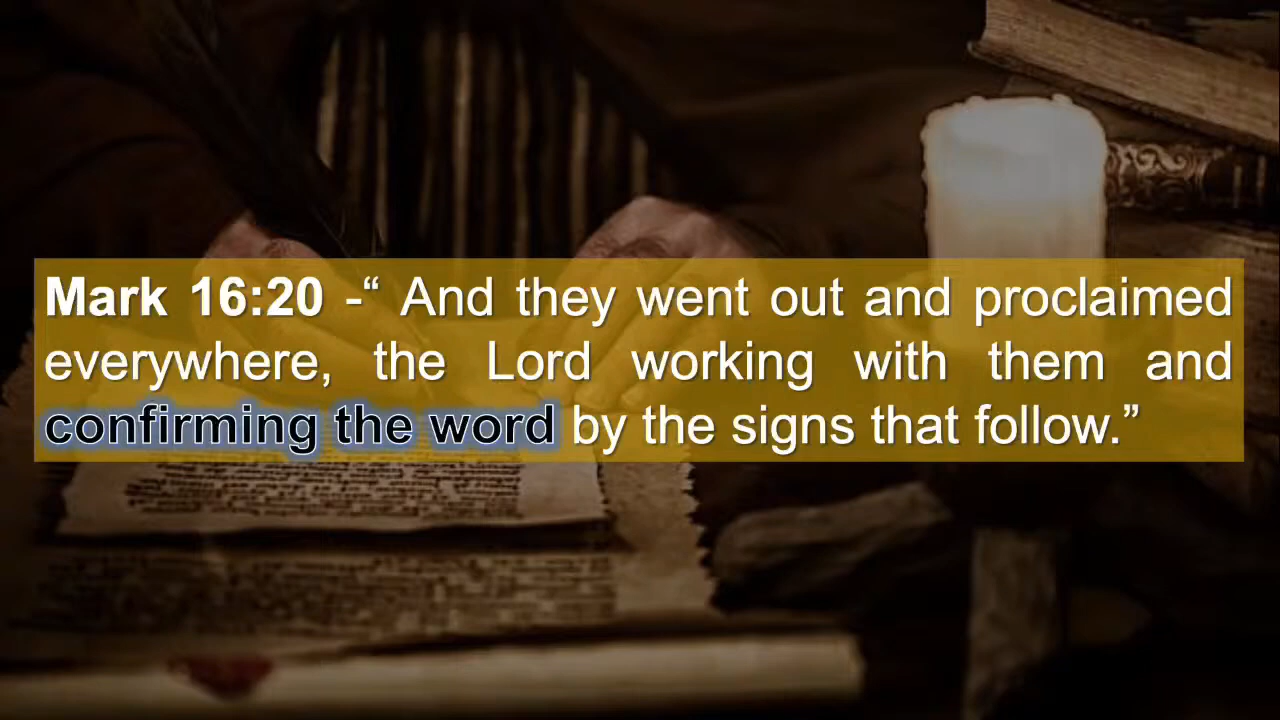 Mark 16:20 -“ And they went out and proclaimed
everywhere, the Lord working with them and
confirming the word by the signs that follow.”